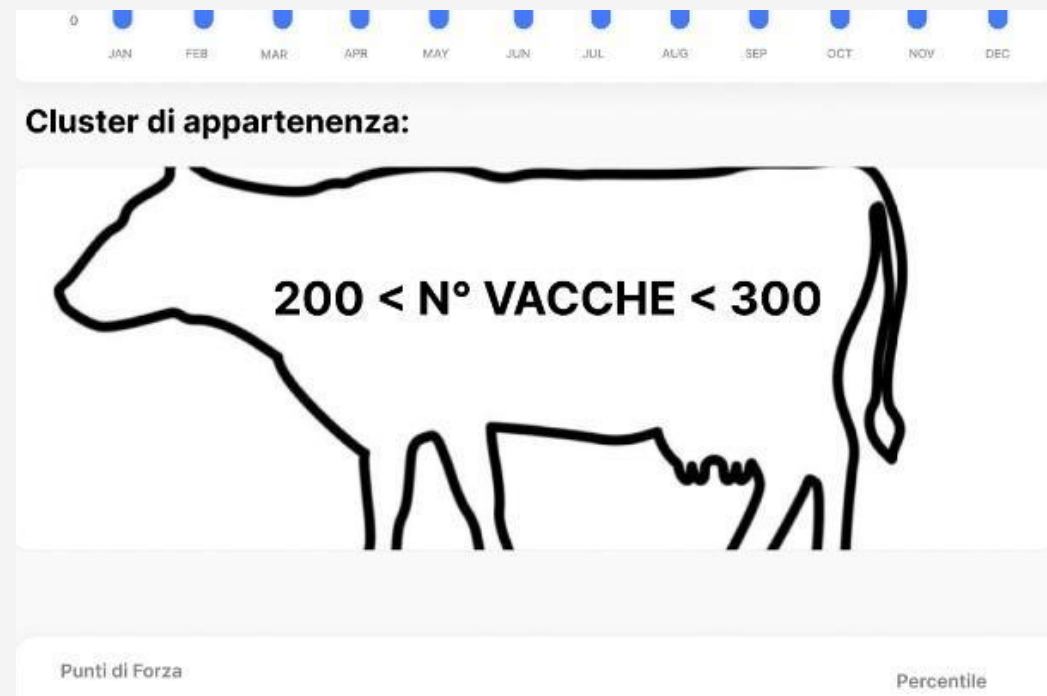 0
JAN FEB MAR APR MAY JUN JUL AUG SEP OCT NOV DEC
Cluster di appartenenza:
200 < N° VACCHE < 300
Punti di Forza
Percentile